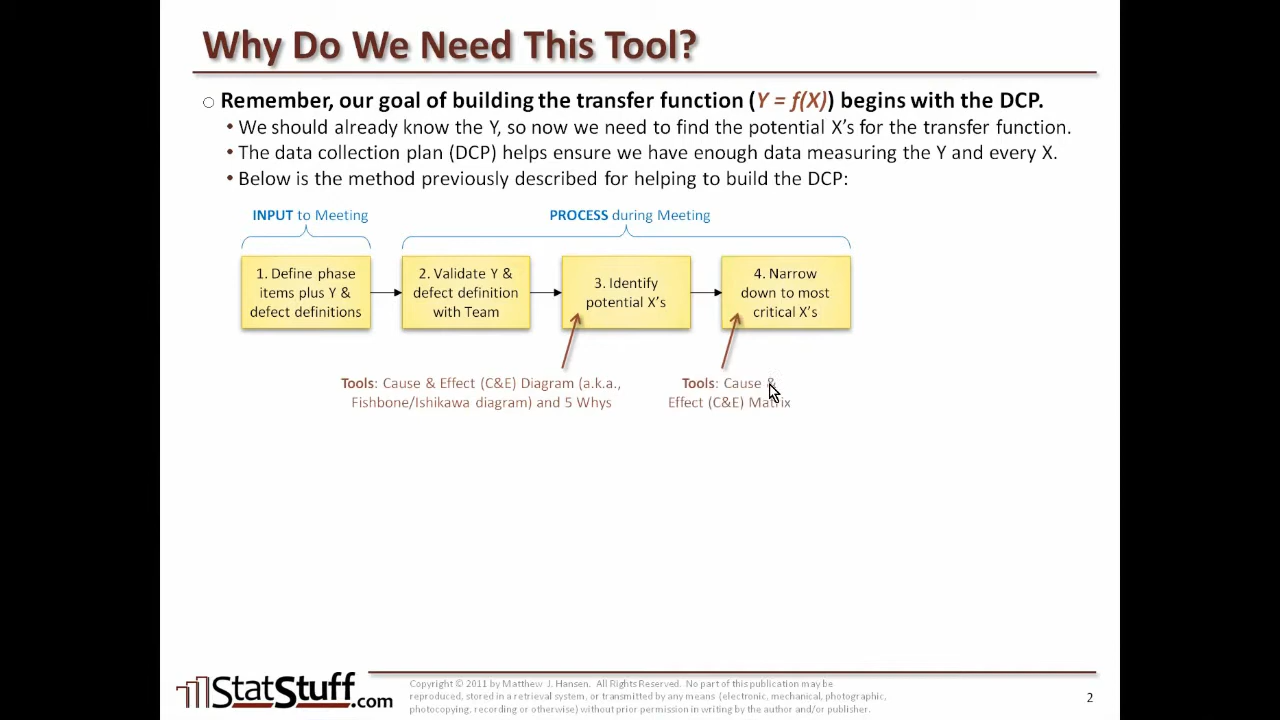 Why Do We Need This Tool?
Remember, our goal of building the transfer function (Y = f(X)) begins with the DCP.
• We should already know the Y, so now we need to find the potential X's for the transfer function.
• The data collection plan (DCP) helps ensure we have enough data measuring the Y and every X.
• Below is the method previously described for helping to build the DCP:
INPUT to Meeting
PROCESS during Meeting
1. Define phase
items plus Y &
defect definitions
2. Validate Y &
defect definition
with Team
3. Identify
potential X's
4. Narrow
down to most
critical X's
Tools: Cause & Effect (C&E) Diagram (a.k.a.,
Fishbone/Ishikawa diagram) and 5 Whys
Tools: Cause &
Effect (C&E) Matrix
StatStuff.com
Copyright © 2011 by Matthew J. Hansen. All Rights Reserved. No part of this publication may be
reproduced, stored in a retrieval system, or transmitted by any means (electronic, mechanical, photographic,
photocopying, recording or otherwise) without prior permission in writing by the author and/or publisher.
2